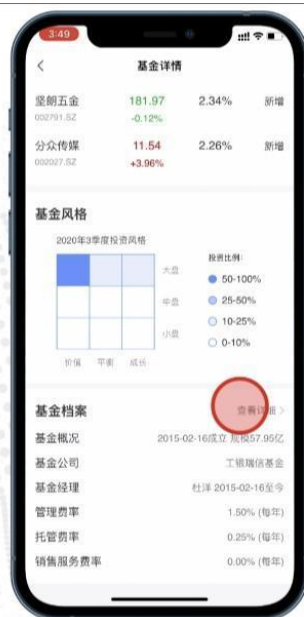 3:49
基金详情
坚朗五金 181.97 2.34% 新增
002791.SZ -0.12%
分众传媒 11.54 2.26% 新增
002027.SZ +3.96%
基金风格
2020年3季度投资风格
投资比例:
大盘
50-100%
中盘
25-50%
10-25%
小盘
0-10%
价值 平衡 成长
基金档案 查看详细
基金概况 2015-02-16成立 规模57.95亿
基金公司 工银瑞信基金
基金经理 杜洋 2015-02-16至今
管理费率 1.50% (每年)
托管费率 0.25% (每年)
销售服务费率 0.00% (每年)